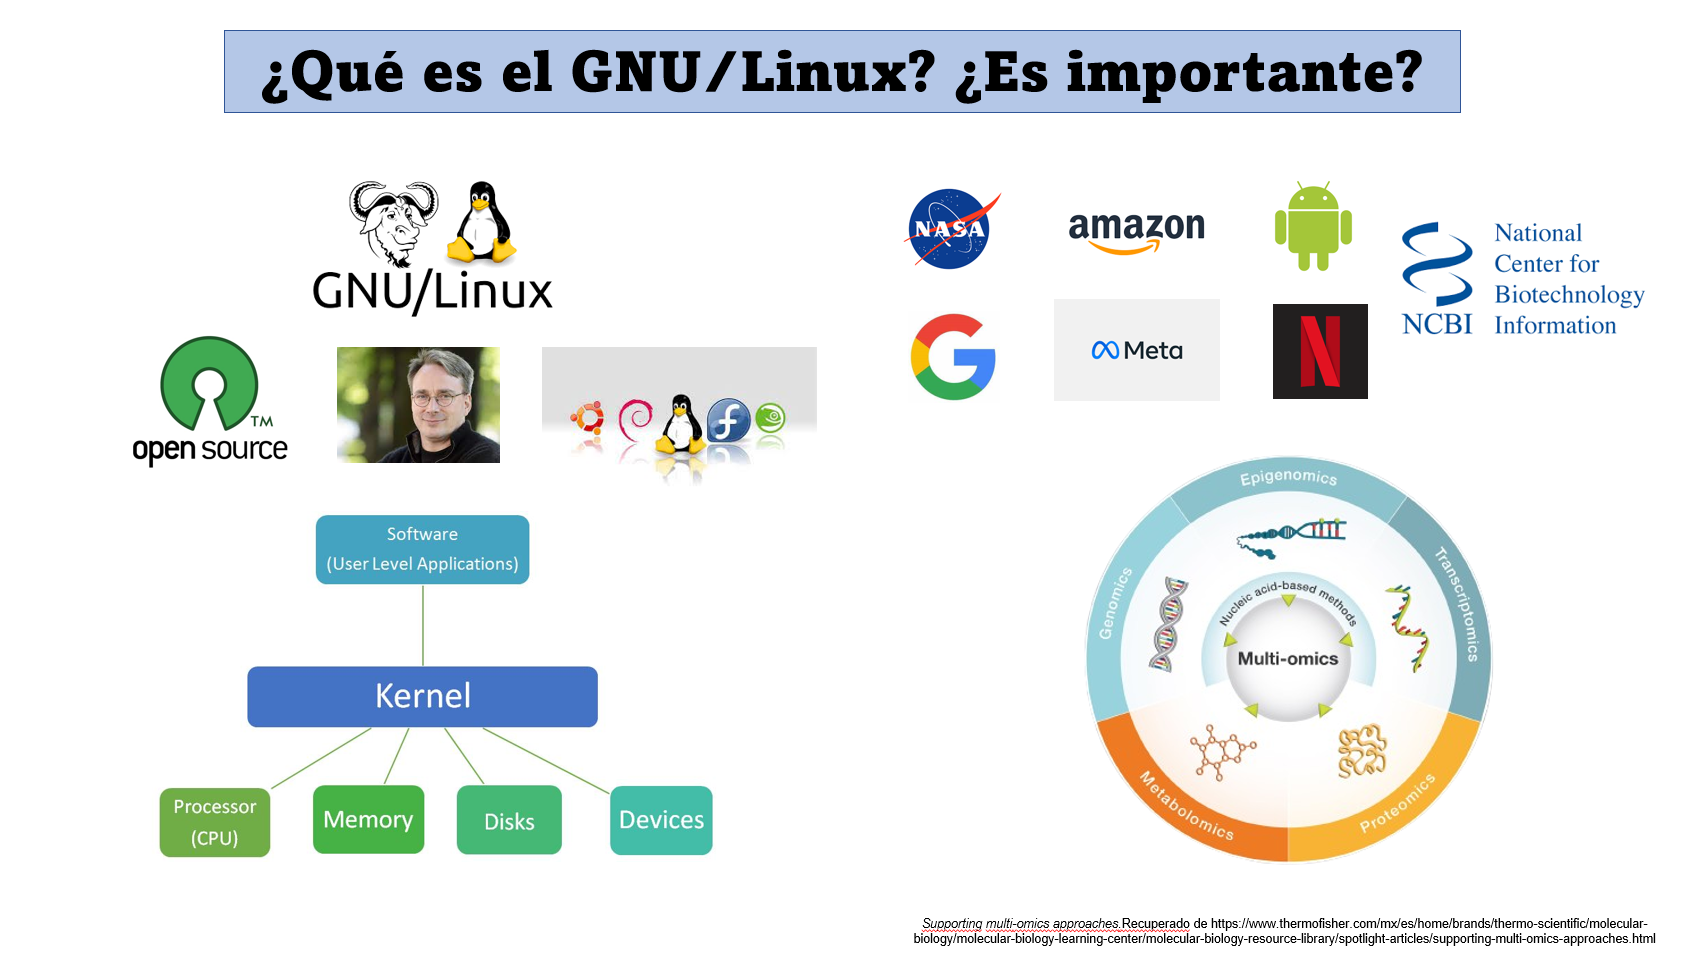 ¿Qué es el GNU/Linux? ¿Es importante?
GNU/Linux
open source
TM
NASA
amazon
Meta
National
Center for
Biotechnology
NCBI Information
Software
(User Level Applications)
Kernel
Processor
(CPU)
Memory
Disks
Devices
Epigenomics
Genomics
Transcriptomics
Nucleic acid-based methods
Multi-omics
Metabolomics
Proteomics
Supporting multi-omics approaches.Recuperado de https://www.thermofisher.com/mx/es/home/brands/thermo-scientific/molecular-
biology/molecular-biology-learning-center/molecular-biology-resource-library/spotlight-articles/supporting-multi-omics-approaches.html